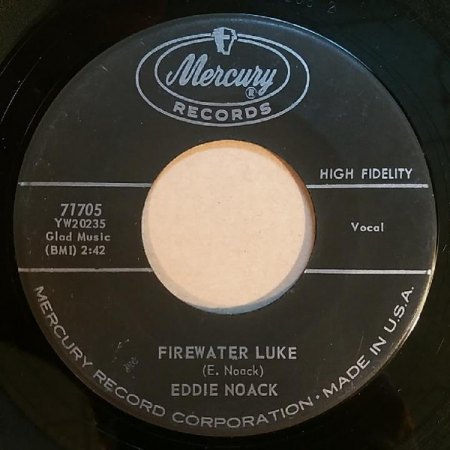 Mercury
®
RECORDS
HIGH FIDELITY
71705
YW20235
Glad Music
(BMI) 2:42
Vocal
FIREWATER LUKE
(E. Noack)
EDDIE NOACK
MERCURY RECORD CORPORATION · MADE IN U.S.A.